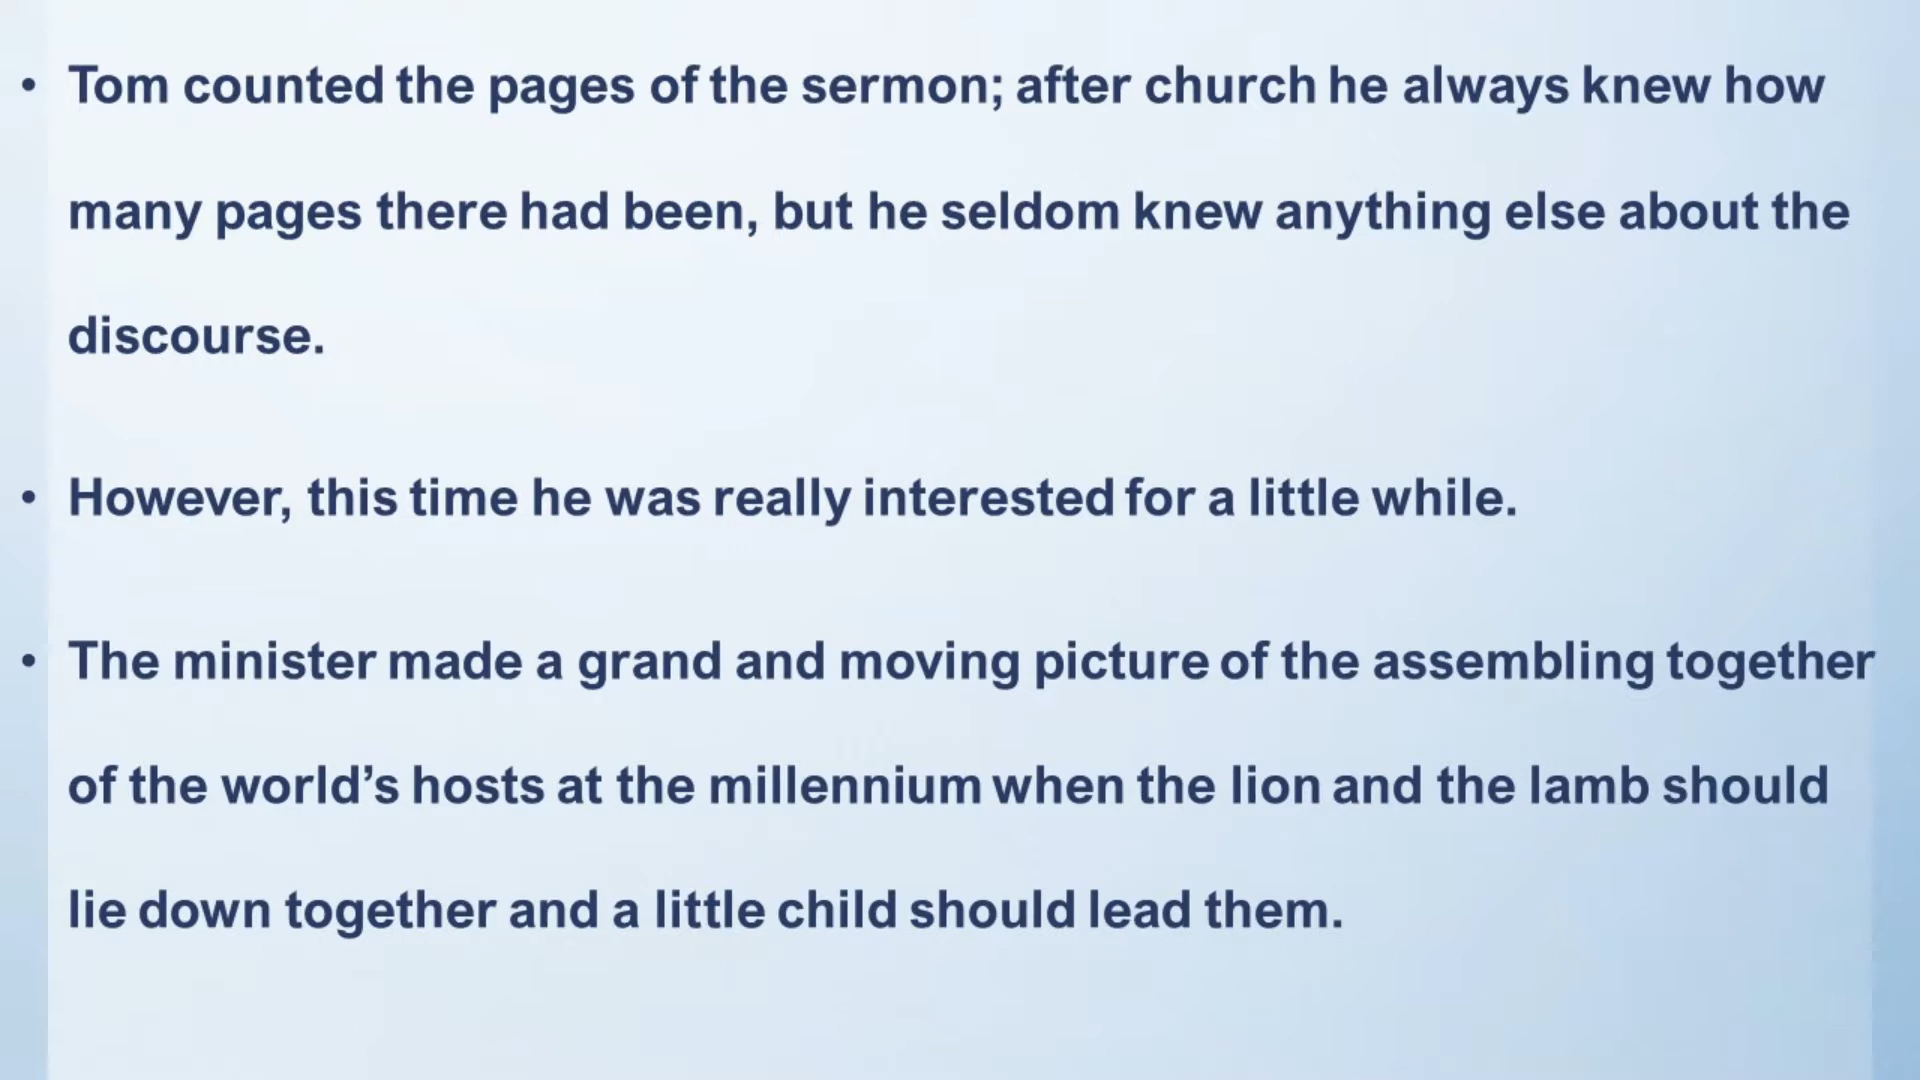 • Tom counted the pages of the sermon; after church he always knew how
many pages there had been, but he seldom knew anything else about the
discourse.
• However, this time he was really interested for a little while.
• The minister made a grand and moving picture of the assembling together
of the world’s hosts at the millennium when the lion and the lamb should
lie down together and a little child should lead them.